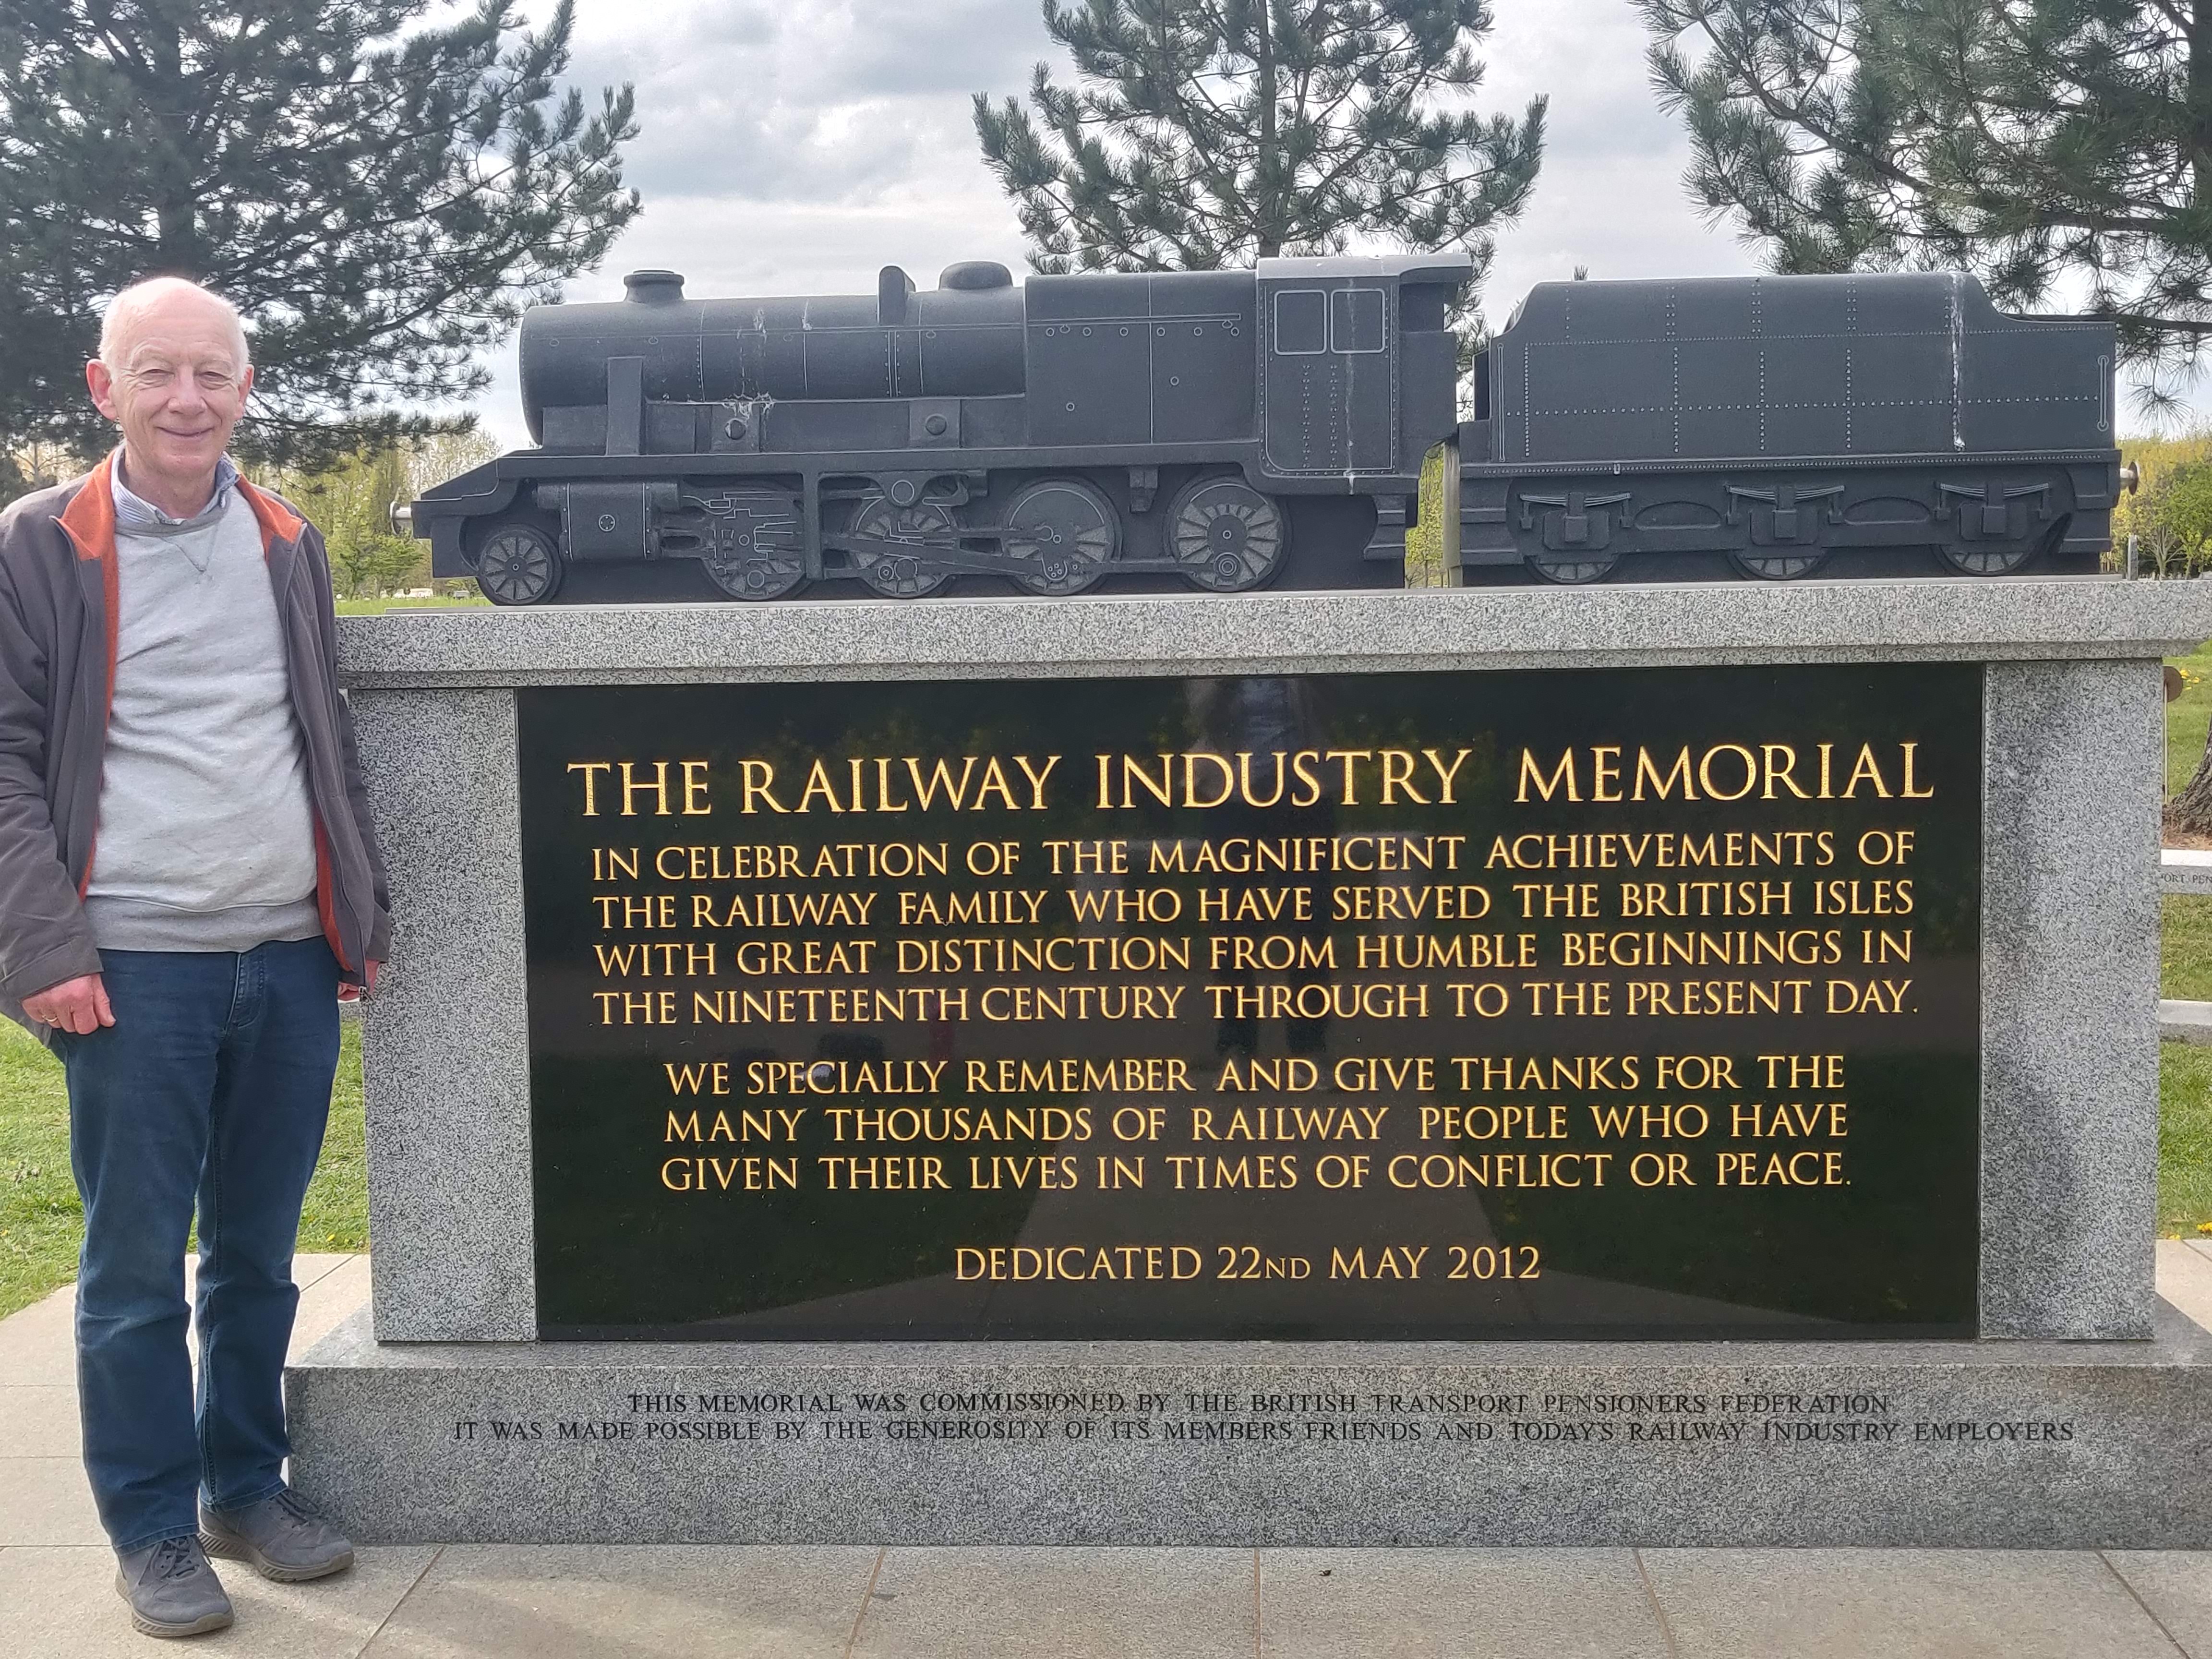 THE RAILWAY INDUSTRY MEMORIAL
IN CELEBRATION OF THE MAGNIFICENT ACHIEVEMENTS OF
THE RAILWAY FAMILY WHO HAVE SERVED THE BRITISH ISLES
WITH GREAT DISTINCTION FROM HUMBLE BEGINNINGS IN
THE NINETEENTH CENTURY THROUGH TO THE PRESENT DAY.
WE SPECIALLY REMEMBER AND GIVE THANKS FOR THE
MANY THOUSANDS OF RAILWAY PEOPLE WHO HAVE
GIVEN THEIR LIVES IN TIMES OF CONFLICT OR PEACE.
DEDICATED 22ND MAY 2012
THIS MEMORIAL WAS COMMISSIONED BY THE BRITISH TRANSPORT PENSIONERS FEDERATION
IT WAS MADE POSSIBLE BY THE GENEROSITY OF ITS MEMBERS FRIENDS AND TODAY'S RAILWAY INDUSTRY EMPLOYERS